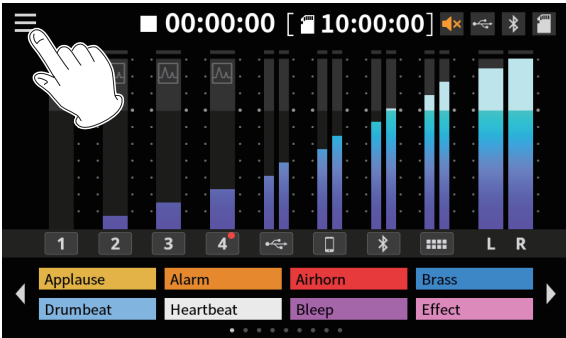 00:00:00 [ 10:00:00]
1 2 3 4 L R
Applause Alarm Airhorn Brass
Drumbeat Heartbeat Bleep Effect